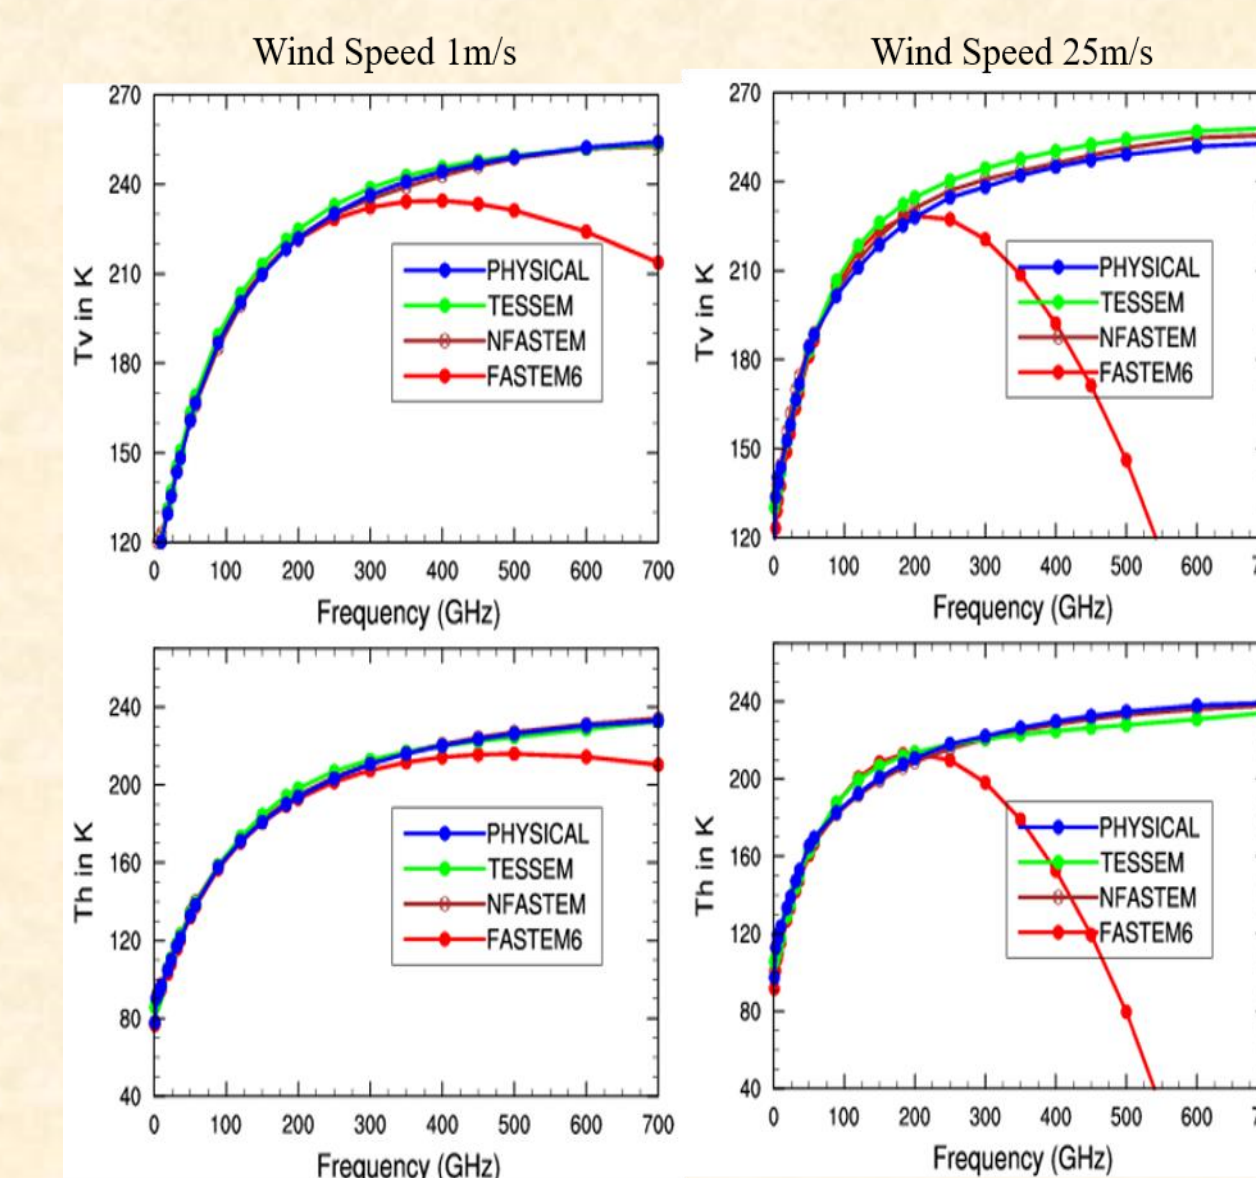 Wind Speed 1m/s
Wind Speed 25m/s
270
240
210
180
150
120
Tv in K
PHYSICAL
TESSEM
NFASTEM
FASTEM6
0 100 200 300 400 500 600 700
Frequency (GHz)
270
240
210
180
150
120
Tv in K
PHYSICAL
TESSEM
NFASTEM
FASTEM6
0 100 200 300 400 500 600 7
Frequency (GHz)
240
200
160
120
80
40
Th in K
PHYSICAL
TESSEM
NFASTEM
FASTEM6
0 100 200 300 400 500 600 700
Frequency (GHz)
240
200
160
120
80
40
Th in K
PHYSICAL
TESSEM
NFASTEM
FASTEM6
0 100 200 300 400 500 600 7
Frequency (GHz)